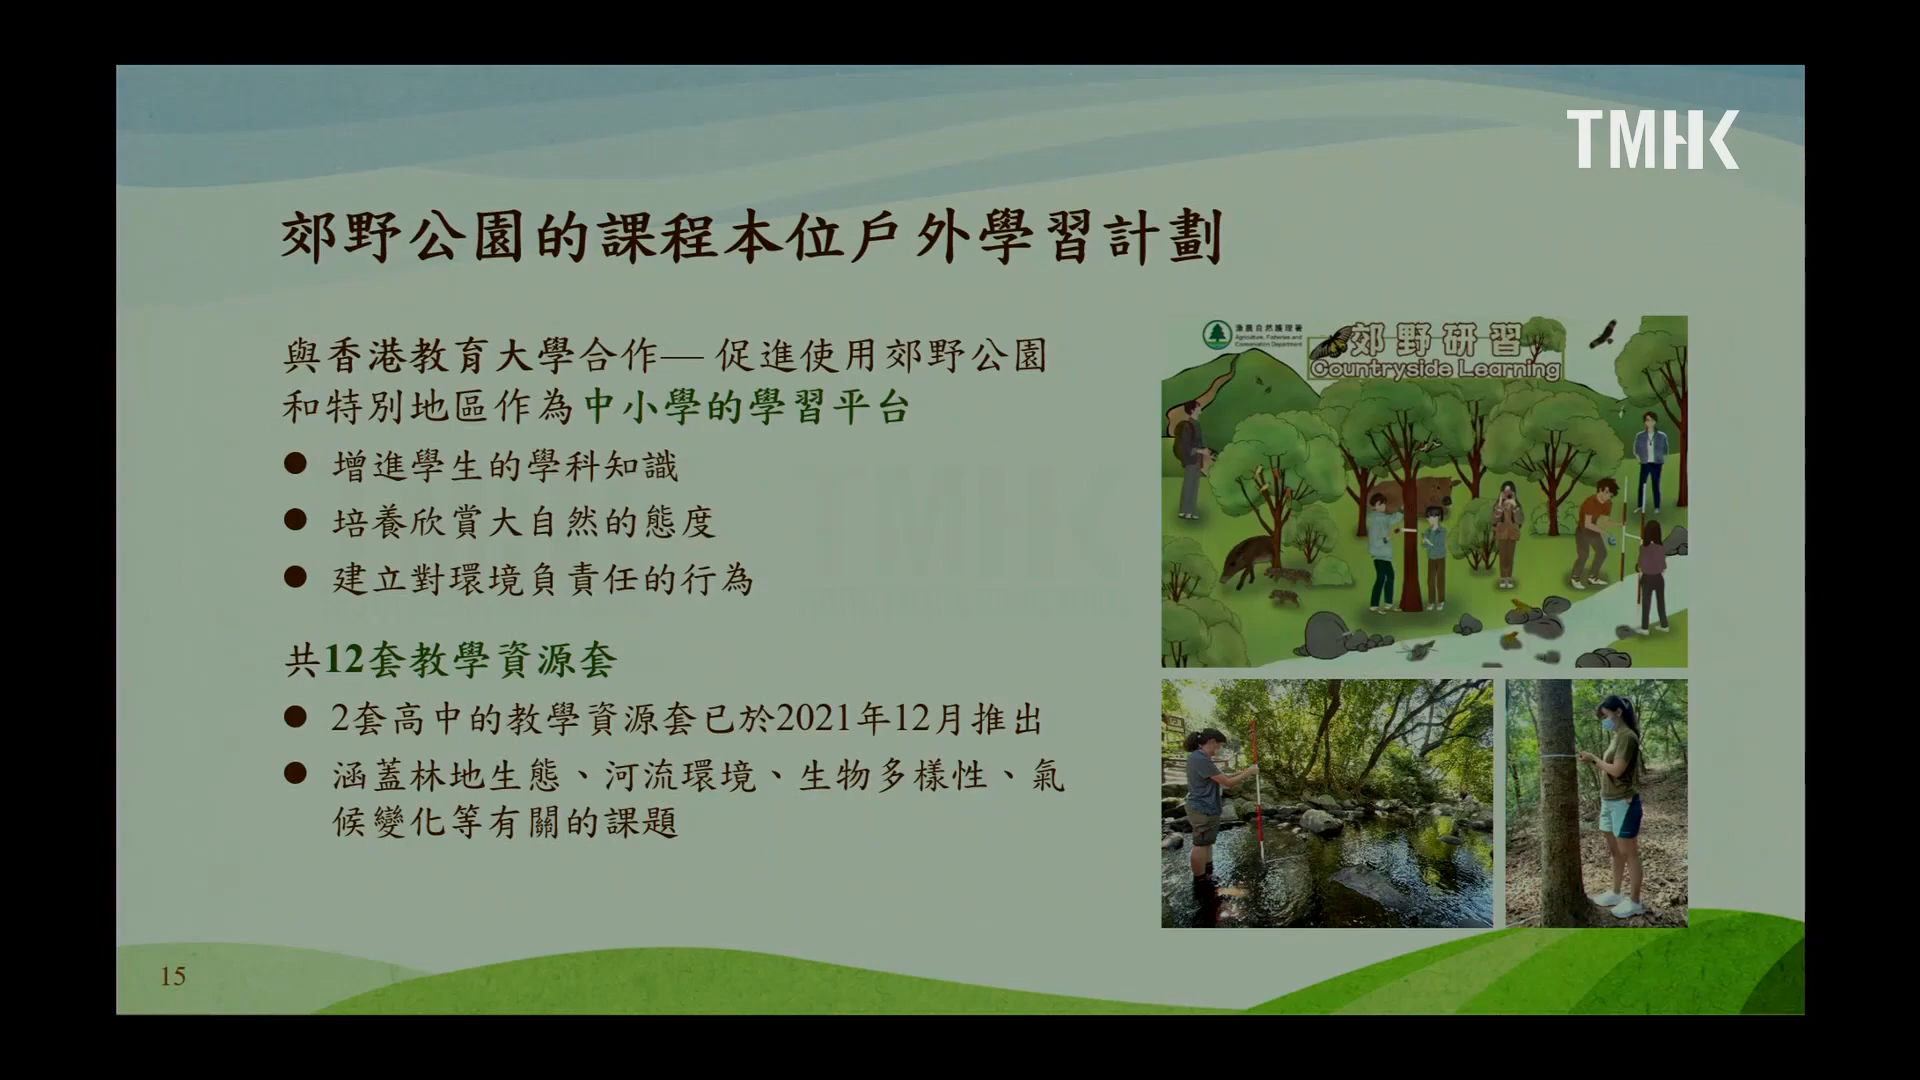 TMHK
郊野公園的課程本位戶外學習計劃
與香港教育大學合作— 促進使用郊野公園
和特別地區作為中小學的學習平台
● 增進學生的學科知識
● 培養欣賞大自然的態度
● 建立對環境負責任的行為
共12套教學資源套
● 2套高中的教學資源套已於2021年12月推出
● 涵蓋林地生態、河流環境、生物多樣性、氣
候變化等有關的課題
漁農自然護理署
Agriculture, Fisheries and
Conservation Department
郊野研習
Countryside Learning
15